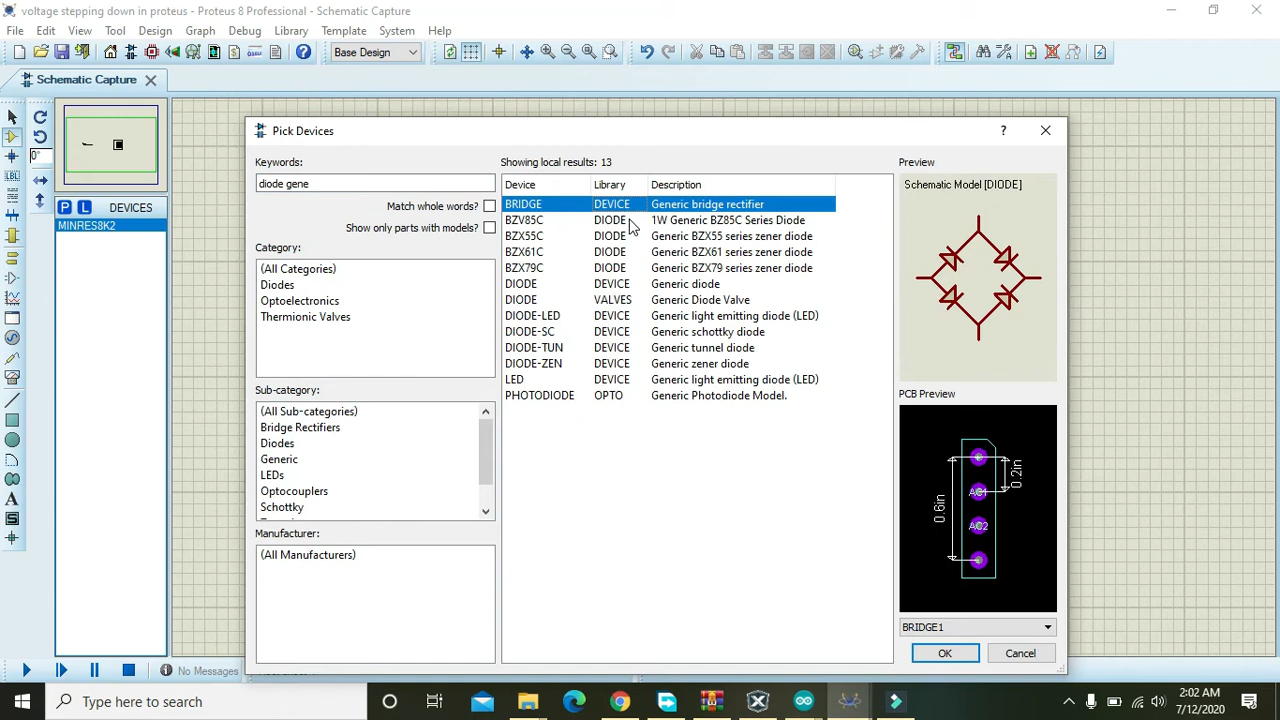 voltage stepping down in proteus - Proteus 8 Professional - Schematic Capture
File Edit View Tool Design Graph Debug Library Template System Help
Base Design
Schematic Capture
0°
P L DEVICES
MINRES8K2
LBL
Pick Devices
Keywords:
diode gene
Match whole words?
Show only parts with models?
Category:
(All Categories)
Diodes
Optoelectronics
Thermionic Valves
Sub-category:
(All Sub-categories)
Bridge Rectifiers
Diodes
Generic
LEDs
Optocouplers
Schottky
Manufacturer:
(All Manufacturers)
Showing local results: 13
Device Library Description
BRIDGE DEVICE Generic bridge rectifier
BZV85C DIODE 1W Generic BZ85C Series Diode
BZX55C DIODE Generic BZX55 series zener diode
BZX61C DIODE Generic BZX61 series zener diode
BZX79C DIODE Generic BZX79 series zener diode
DIODE DEVICE Generic diode
DIODE VALVES Generic Diode Valve
DIODE-LED DEVICE Generic light emitting diode (LED)
DIODE-SC DEVICE Generic schottky diode
DIODE-TUN DEVICE Generic tunnel diode
DIODE-ZEN DEVICE Generic zener diode
LED DEVICE Generic light emitting diode (LED)
PHOTODIODE OPTO Generic Photodiode Model.
Preview
Schematic Model [DIODE]
PCB Preview
0.6in
0.2in
AC1
AC2
BRIDGE1
OK Cancel
No Messages
Type here to search
2:02 AM
7/12/2020